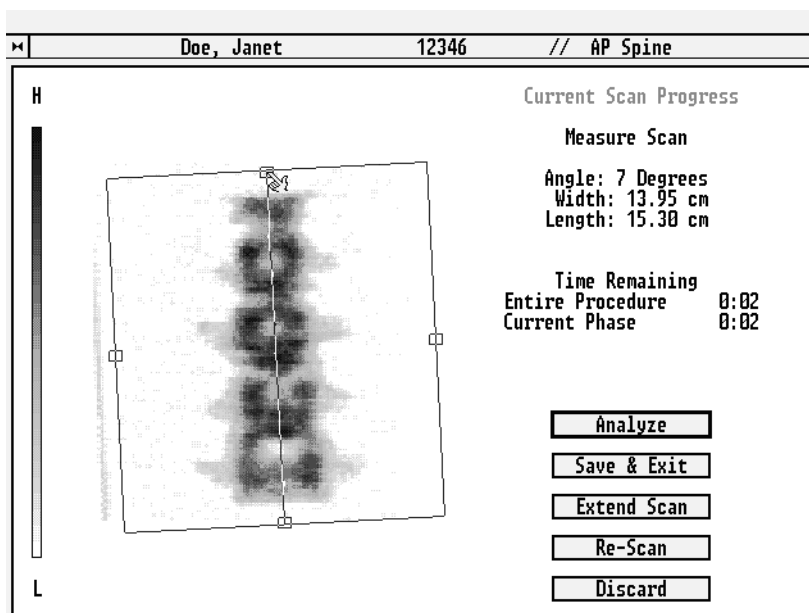 Doe, Janet 12346 // AP Spine
H
Current Scan Progress
Measure Scan
Angle: 7 Degrees
Width: 13.95 cm
Length: 15.30 cm
Time Remaining
Entire Procedure 0:02
Current Phase 0:02
Analyze
Save & Exit
Extend Scan
Re-Scan
Discard
L